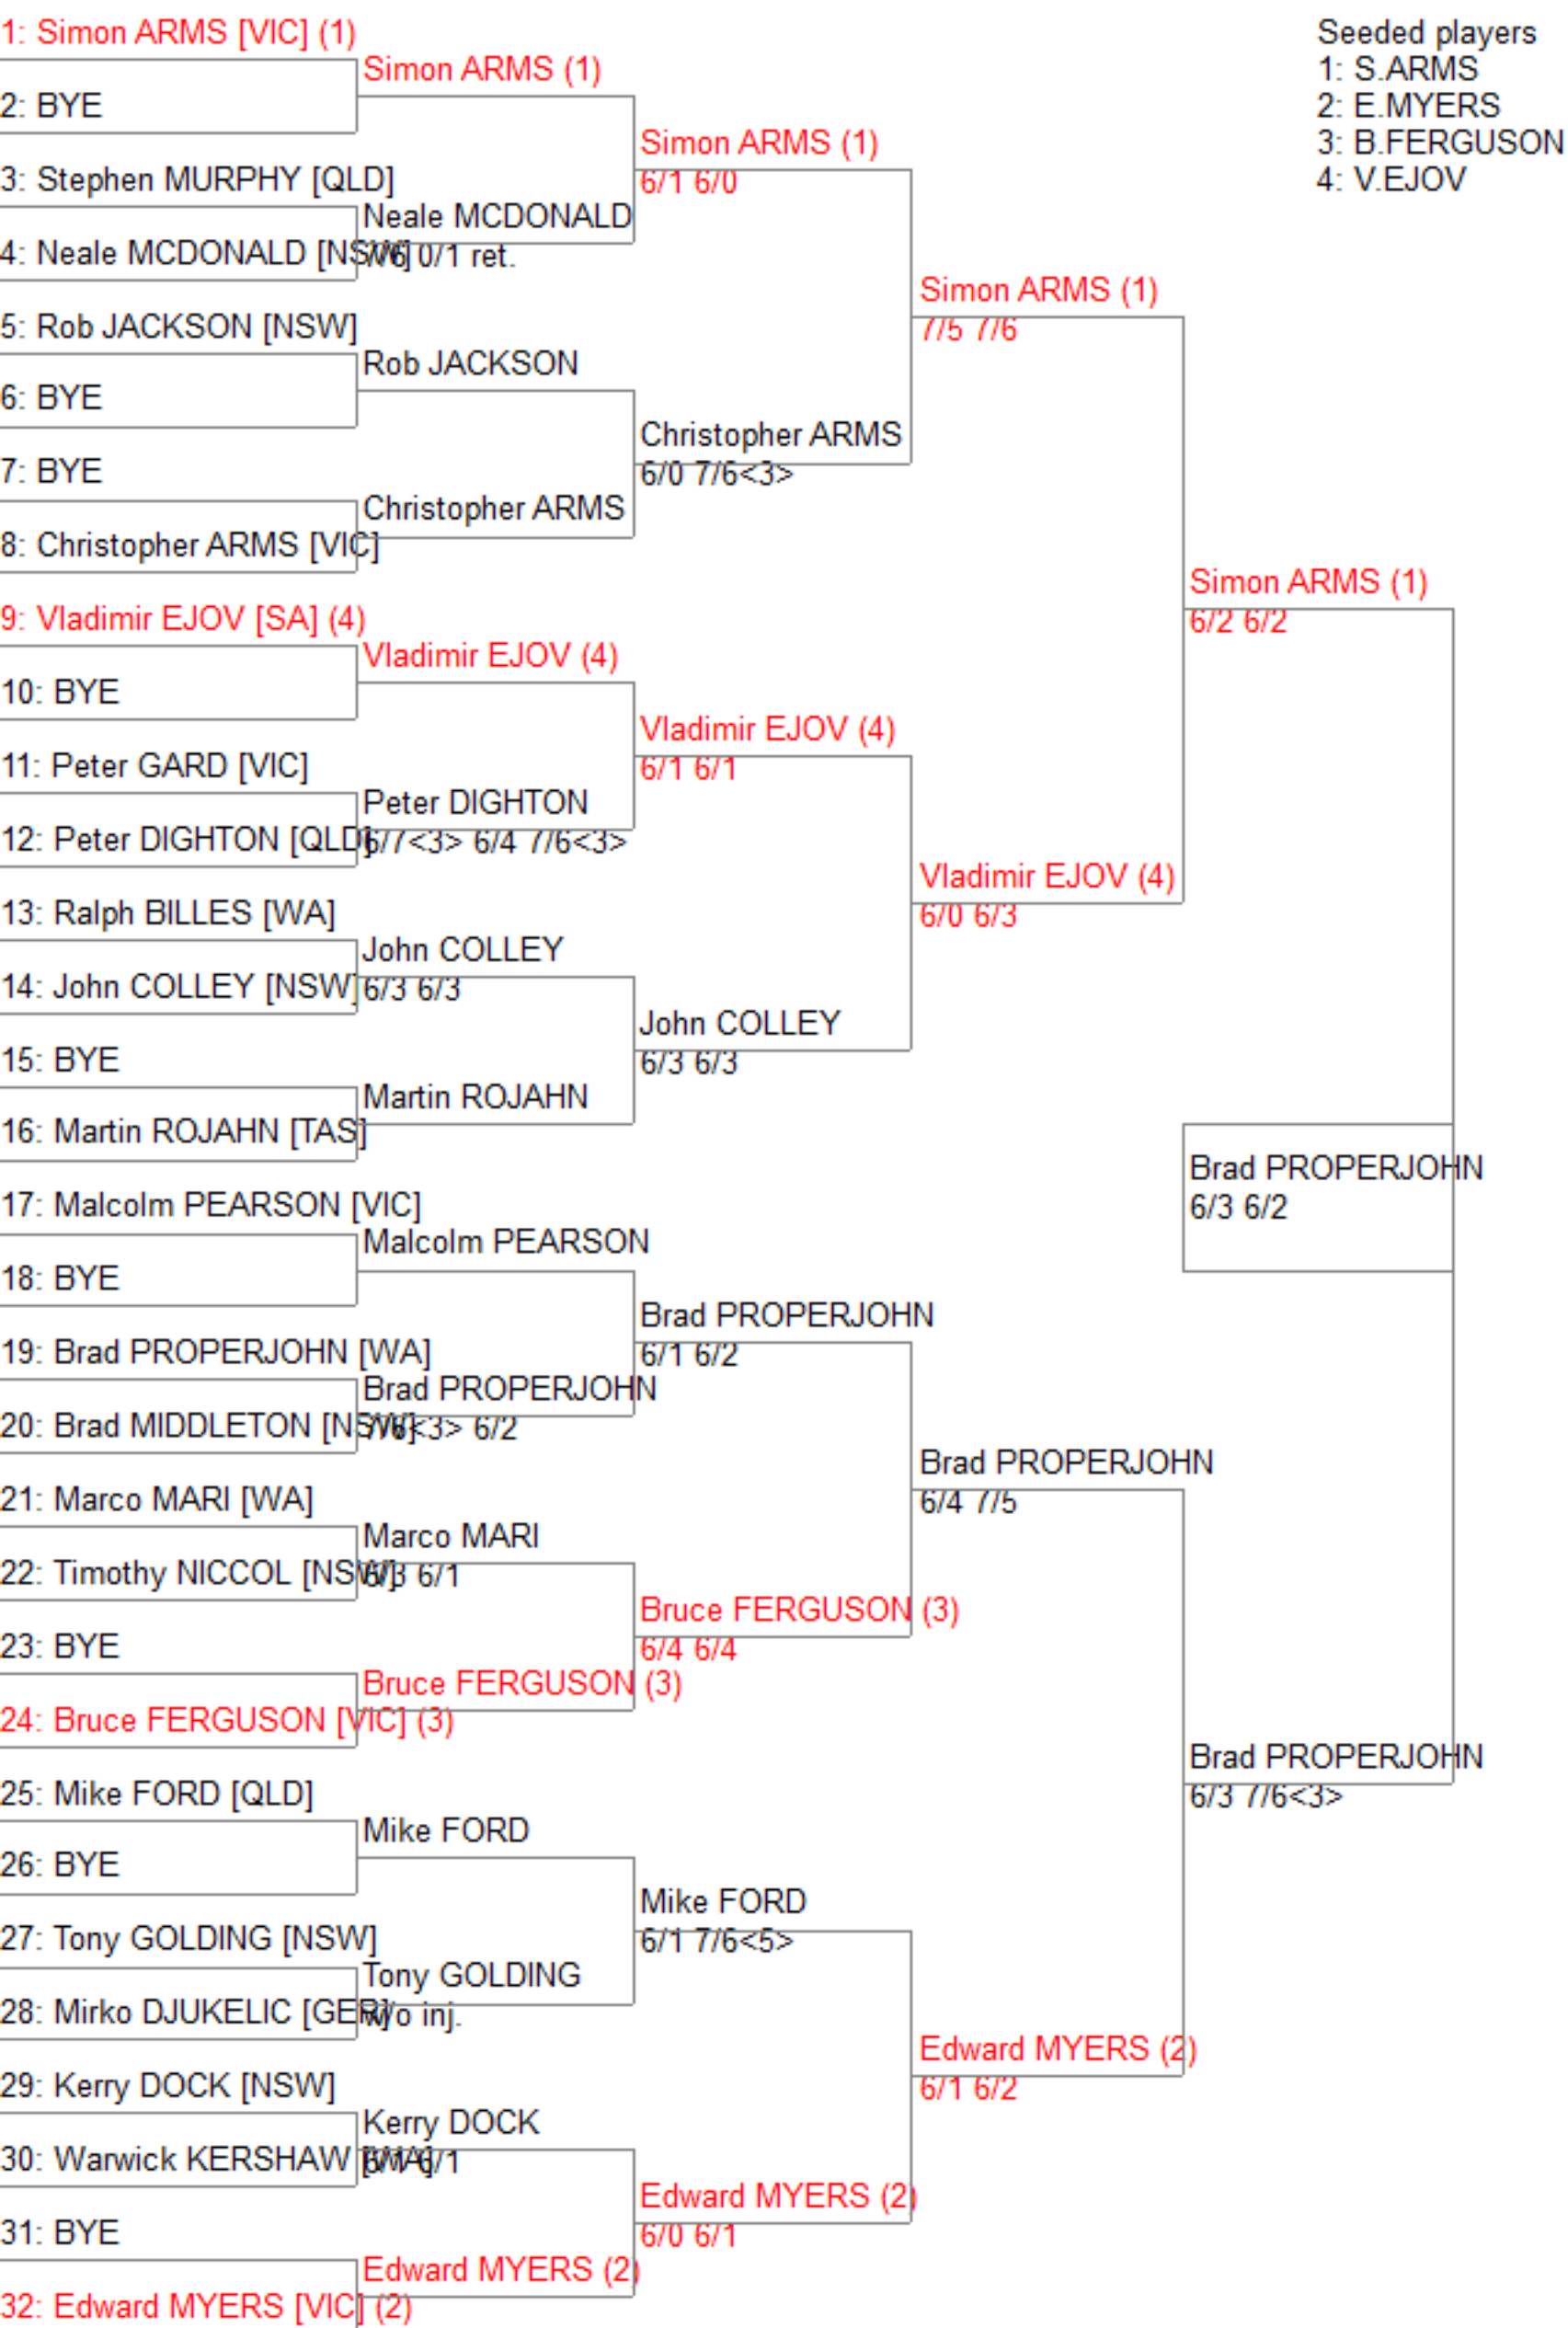 1: Simon ARMS [VIC] (1)
2: BYE
3: Stephen MURPHY [QLD]
4: Neale MCDONALD [NSW]
5: Rob JACKSON [NSW]
6: BYE
7: BYE
8: Christopher ARMS [VIC]
9: Vladimir EJOV [SA] (4)
10: BYE
11: Peter GARD [VIC]
12: Peter DIGHTON [QLD]
13: Ralph BILLES [WA]
14: John COLLEY [NSW]
15: BYE
16: Martin ROJAHN [TAS]
17: Malcolm PEARSON [VIC]
18: BYE
19: Brad PROPERJOHN [WA]
20: Brad MIDDLETON [NSW]
21: Marco MARI [WA]
22: Timothy NICCOL [NSW]
23: BYE
24: Bruce FERGUSON [VIC] (3)
25: Mike FORD [QLD]
26: BYE
27: Tony GOLDING [NSW]
28: Mirko DJUKELIC [GER]
29: Kerry DOCK [NSW]
30: Warwick KERSHAW [WA]
31: BYE
32: Edward MYERS [VIC] (2)
Simon ARMS (1)
Neale MCDONALD
7/6 0/1 ret.
Rob JACKSON
Christopher ARMS
Vladimir EJOV (4)
Peter DIGHTON
6/7<3> 6/4 7/6<3>
John COLLEY
6/3 6/3
Martin ROJAHN
Malcolm PEARSON
Brad PROPERJOHN
7/6<3> 6/2
Marco MARI
6/3 6/1
Bruce FERGUSON (3)
Mike FORD
Tony GOLDING
w/o inj.
Kerry DOCK
6/1 6/1
Edward MYERS (2)
Simon ARMS (1)
6/1 6/0
Christopher ARMS
6/0 7/6<3>
Vladimir EJOV (4)
6/1 6/1
John COLLEY
6/3 6/3
Brad PROPERJOHN
6/1 6/2
Bruce FERGUSON (3)
6/4 6/4
Mike FORD
6/1 7/6<5>
Edward MYERS (2)
6/0 6/1
Simon ARMS (1)
7/5 7/6
Vladimir EJOV (4)
6/0 6/3
Brad PROPERJOHN
6/4 7/5
Edward MYERS (2)
6/1 6/2
Simon ARMS (1)
6/2 6/2
Brad PROPERJOHN
6/3 6/2
Brad PROPERJOHN
6/3 7/6<3>
Seeded players
1: S.ARMS
2: E.MYERS
3: B.FERGUSON
4: V.EJOV